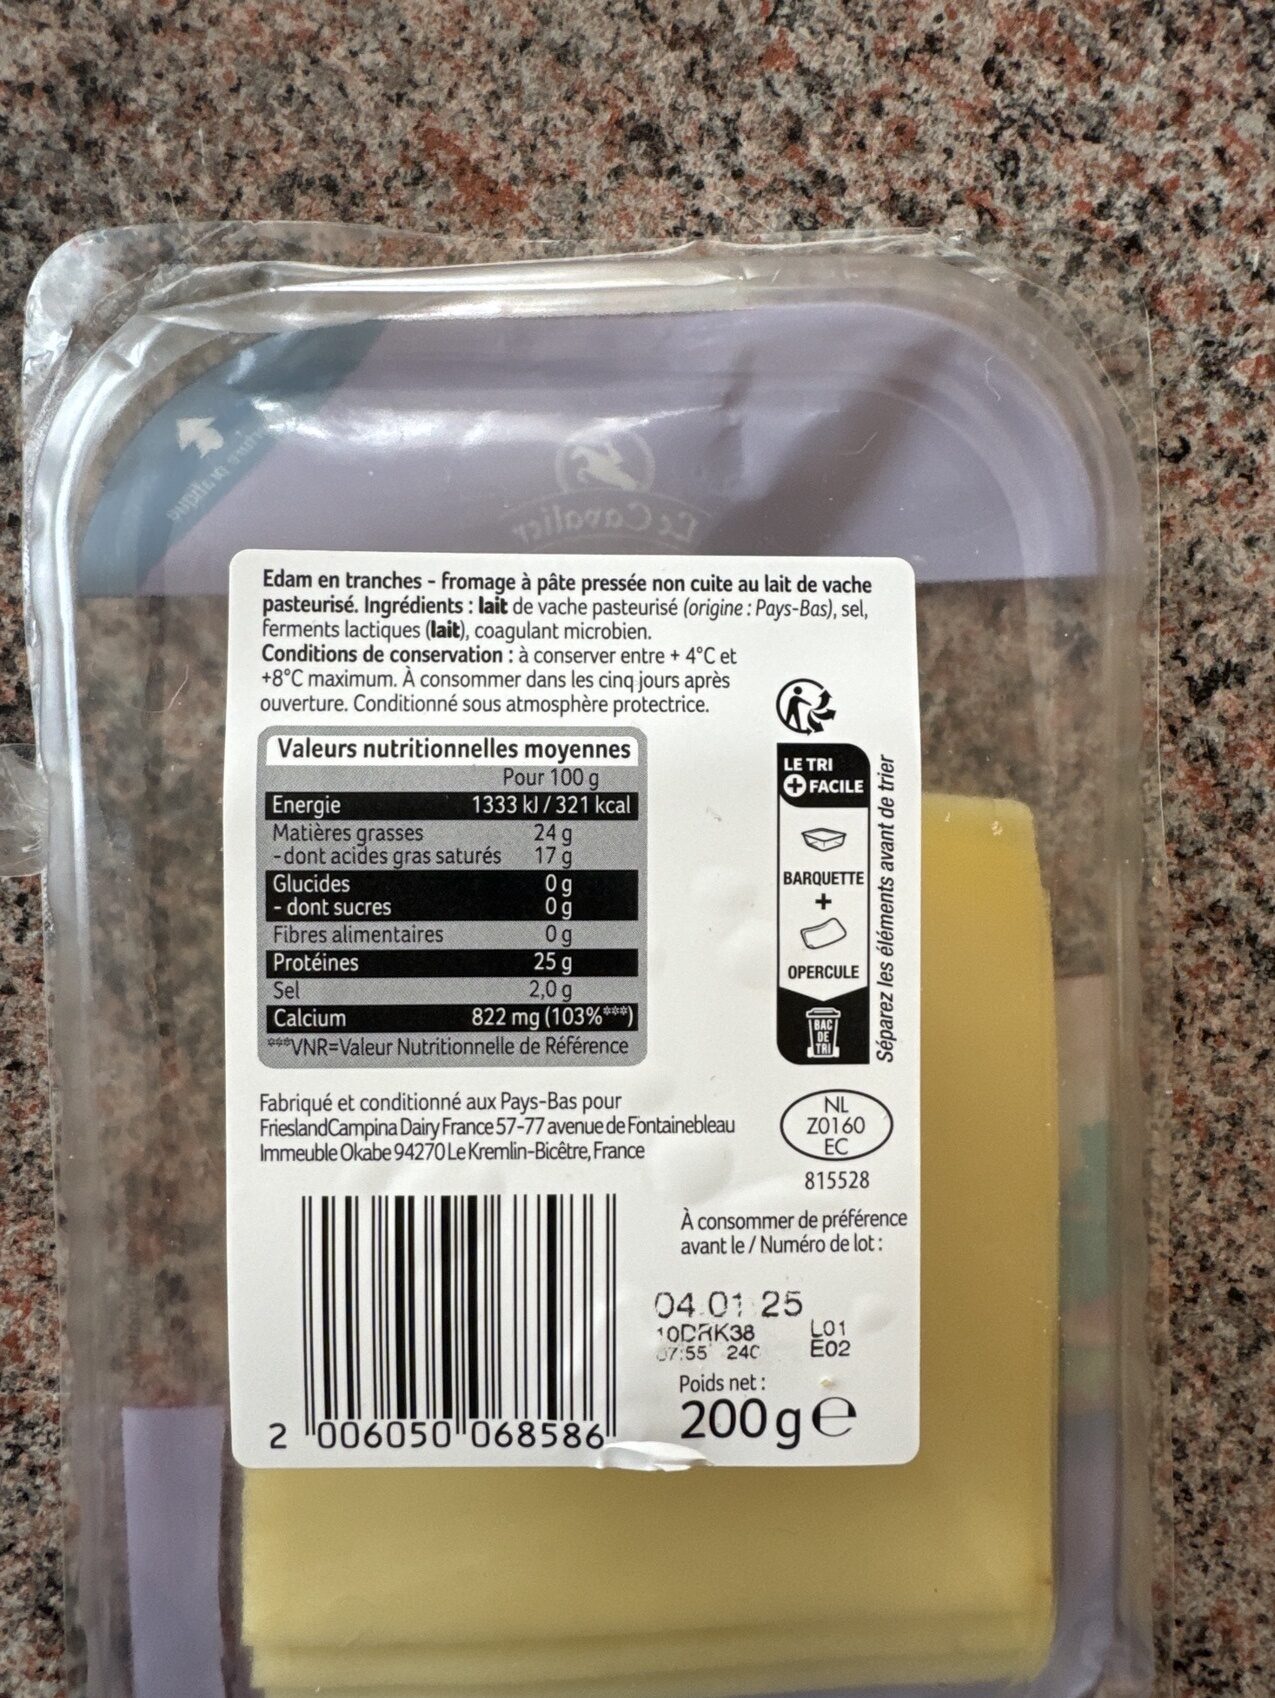 Le Cavalier
Edam en tranches - fromage à pâte pressée non cuite au lait de vache
pasteurisé. Ingrédients : lait de vache pasteurisé (origine : Pays-Bas), sel,
ferments lactiques (lait), coagulant microbien.
Conditions de conservation : à conserver entre + 4°C et
+8°C maximum. À consommer dans les cinq jours après
ouverture. Conditionné sous atmosphère protectrice.
Valeurs nutritionnelles moyennes
Pour 100 g
Energie 1333 kJ / 321 kcal
Matières grasses 24 g
-dont acides gras saturés 17 g
Glucides 0 g
- dont sucres 0 g
Fibres alimentaires 0 g
Protéines 25 g
Sel 2,0 g
Calcium 822 mg (103%***)
***VNR=Valeur Nutritionnelle de Référence
LE TRI
+ FACILE
BARQUETTE
+
OPERCULE
BAC
DE
TRI
Séparez les éléments avant de trier
Fabriqué et conditionné aux Pays-Bas pour
FrieslandCampina Dairy France 57-77 avenue de Fontainebleau
Immeuble Okabe 94270 Le Kremlin-Bicêtre, France
NL
Z0160
EC
815528
À consommer de préférence
avant le / Numéro de lot :
04.01 25
L01
07:55 E02
Poids net :
200 g e
2 006050 068586